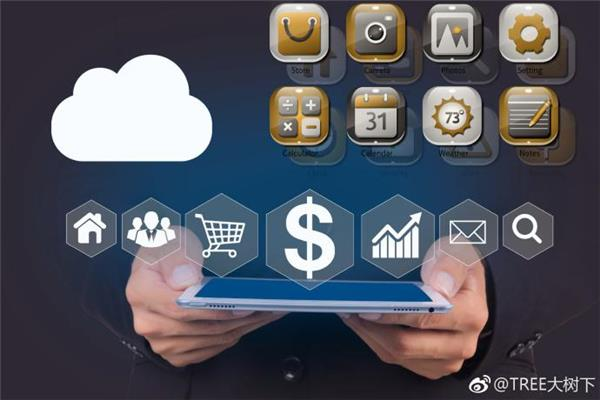 Store Camera Photos Setting
31
73°
Calculator Calendar Weather Notes
$
@TREE大树下